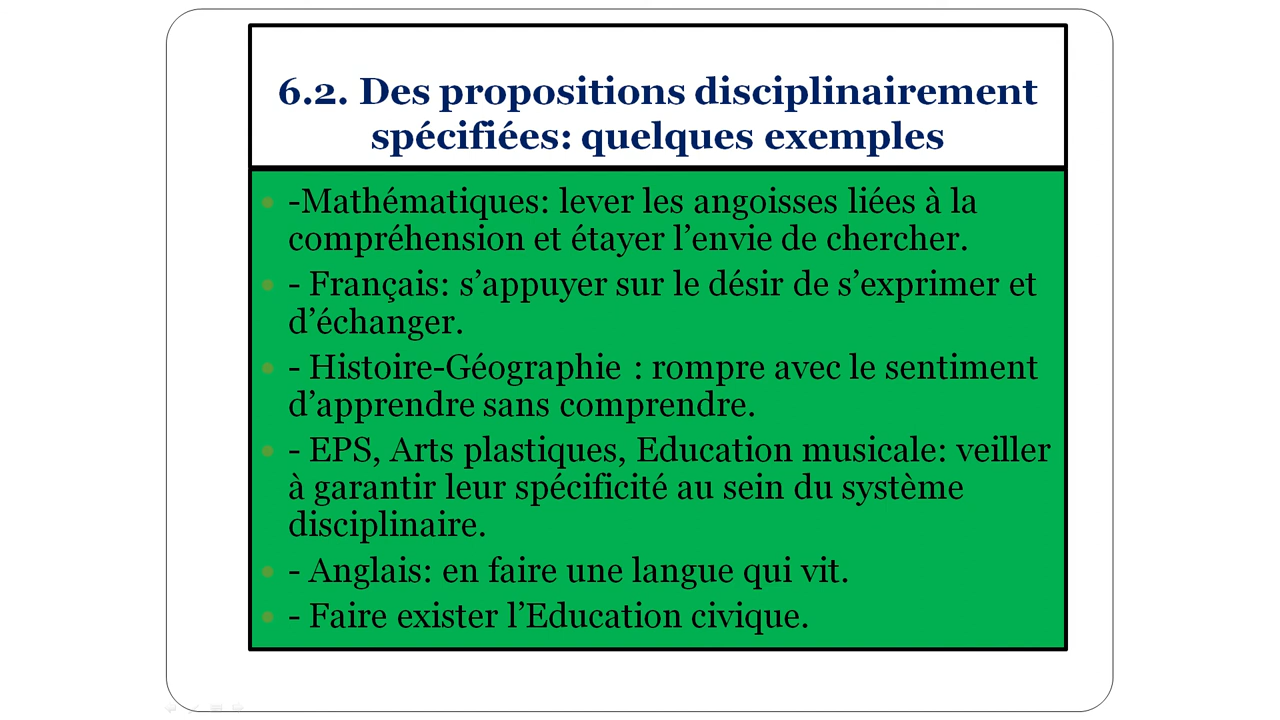 6.2. Des propositions disciplinairement
spécifiées: quelques exemples
-Mathématiques: lever les angoisses liées à la
compréhension et étayer l’envie de chercher.
- Français: s’appuyer sur le désir de s’exprimer et
d’échanger.
- Histoire-Géographie : rompre avec le sentiment
d’apprendre sans comprendre.
- EPS, Arts plastiques, Education musicale: veiller
à garantir leur spécificité au sein du système
disciplinaire.
- Anglais: en faire une langue qui vit.
- Faire exister l’Education civique.